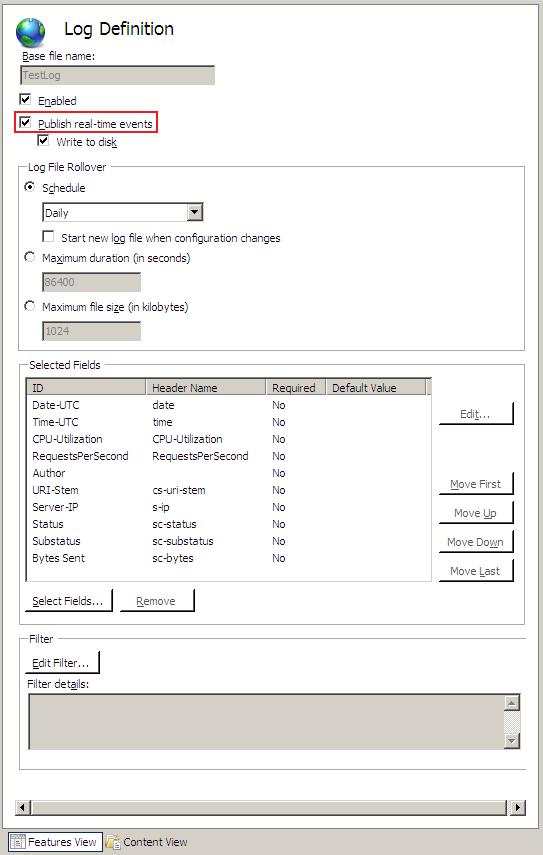 Log Definition
Base file name:
TestLog
Enabled
Publish real-time events
Write to disk
Log File Rollover
Schedule
Daily
Start new log file when configuration changes
Maximum duration (in seconds)
86400
Maximum file size (in kilobytes)
1024
Selected Fields
ID Header Name Required Default Value
Date-UTC date No
Time-UTC time No
CPU-Utilization CPU-Utilization No
RequestsPerSecond RequestsPerSecond No
Author No
URI-Stem cs-uri-stem No
Server-IP s-ip No
Status sc-status No
Substatus sc-substatus No
Bytes Sent sc-bytes No
Edit...
Move First
Move Up
Move Down
Move Last
Select Fields... Remove
Filter
Edit Filter...
Filter details:
Features View Content View